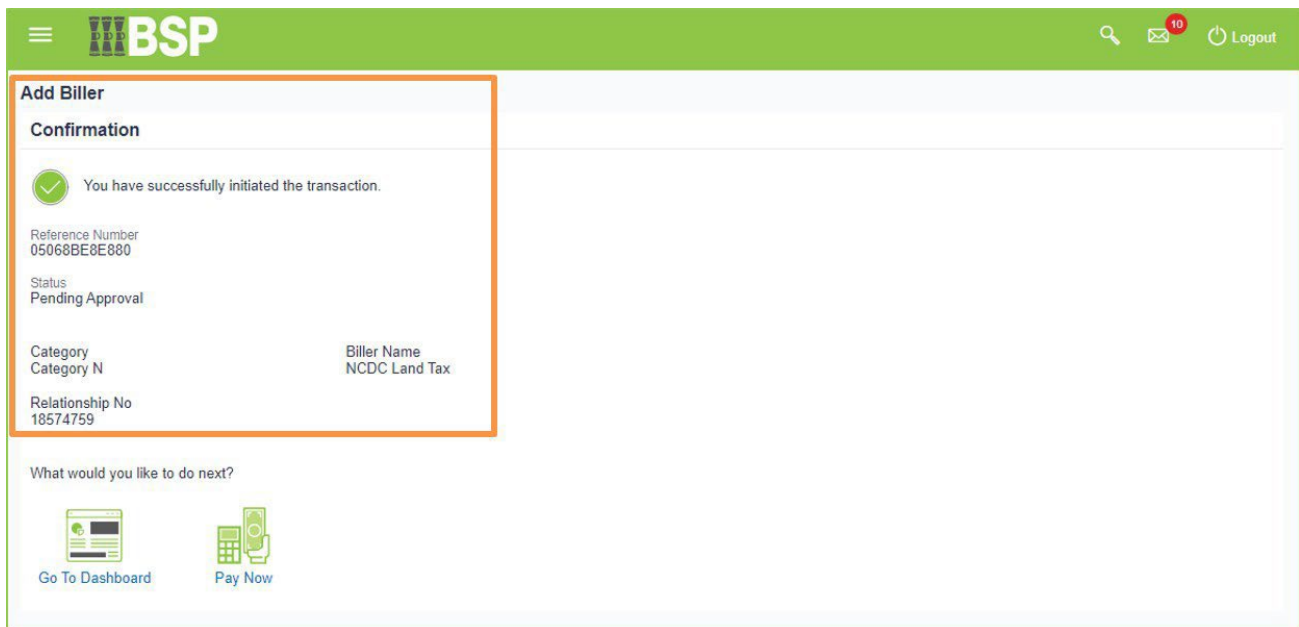 BSP
10
Logout
Add Biller
Confirmation
You have successfully initiated the transaction.
Reference Number
05068BE8E880
Status
Pending Approval
Category
Category N
Biller Name
NCDC Land Tax
Relationship No
18574759
What would you like to do next?
Go To Dashboard
Pay Now